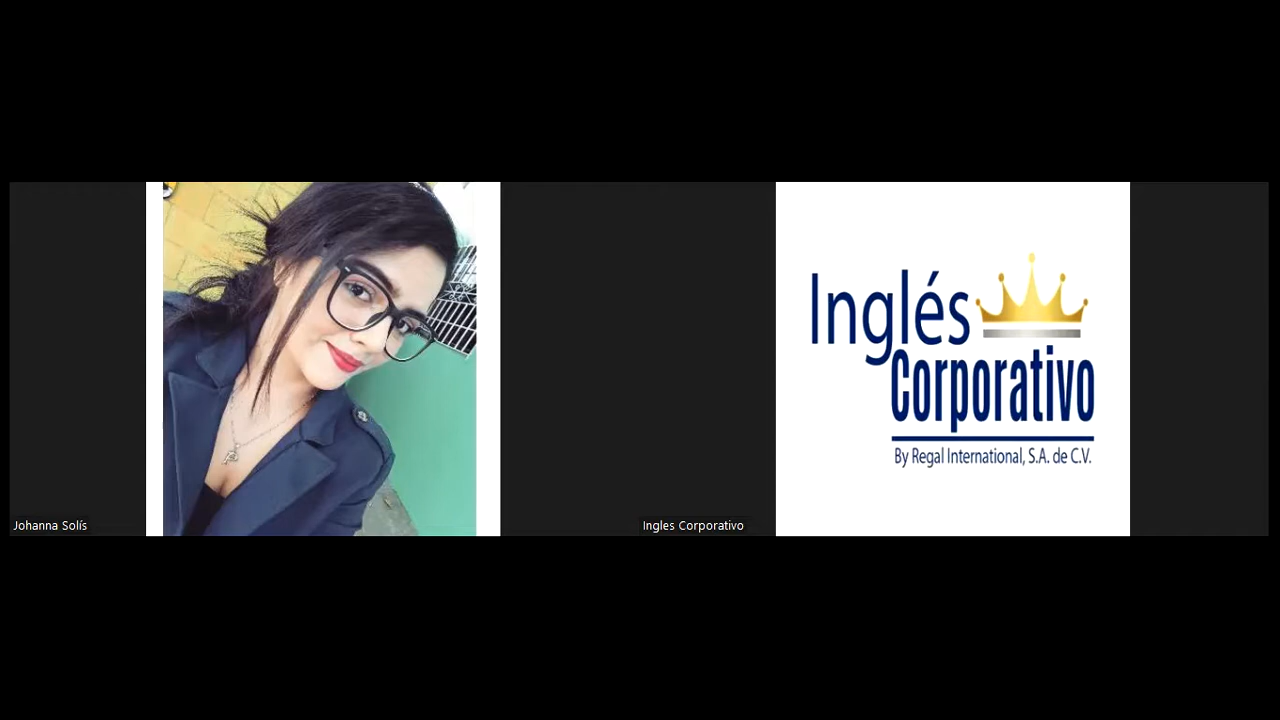 Johanna Solís
Ingles Corporativo
Inglés
Corporativo
By Regal International, S.A. de C.V.